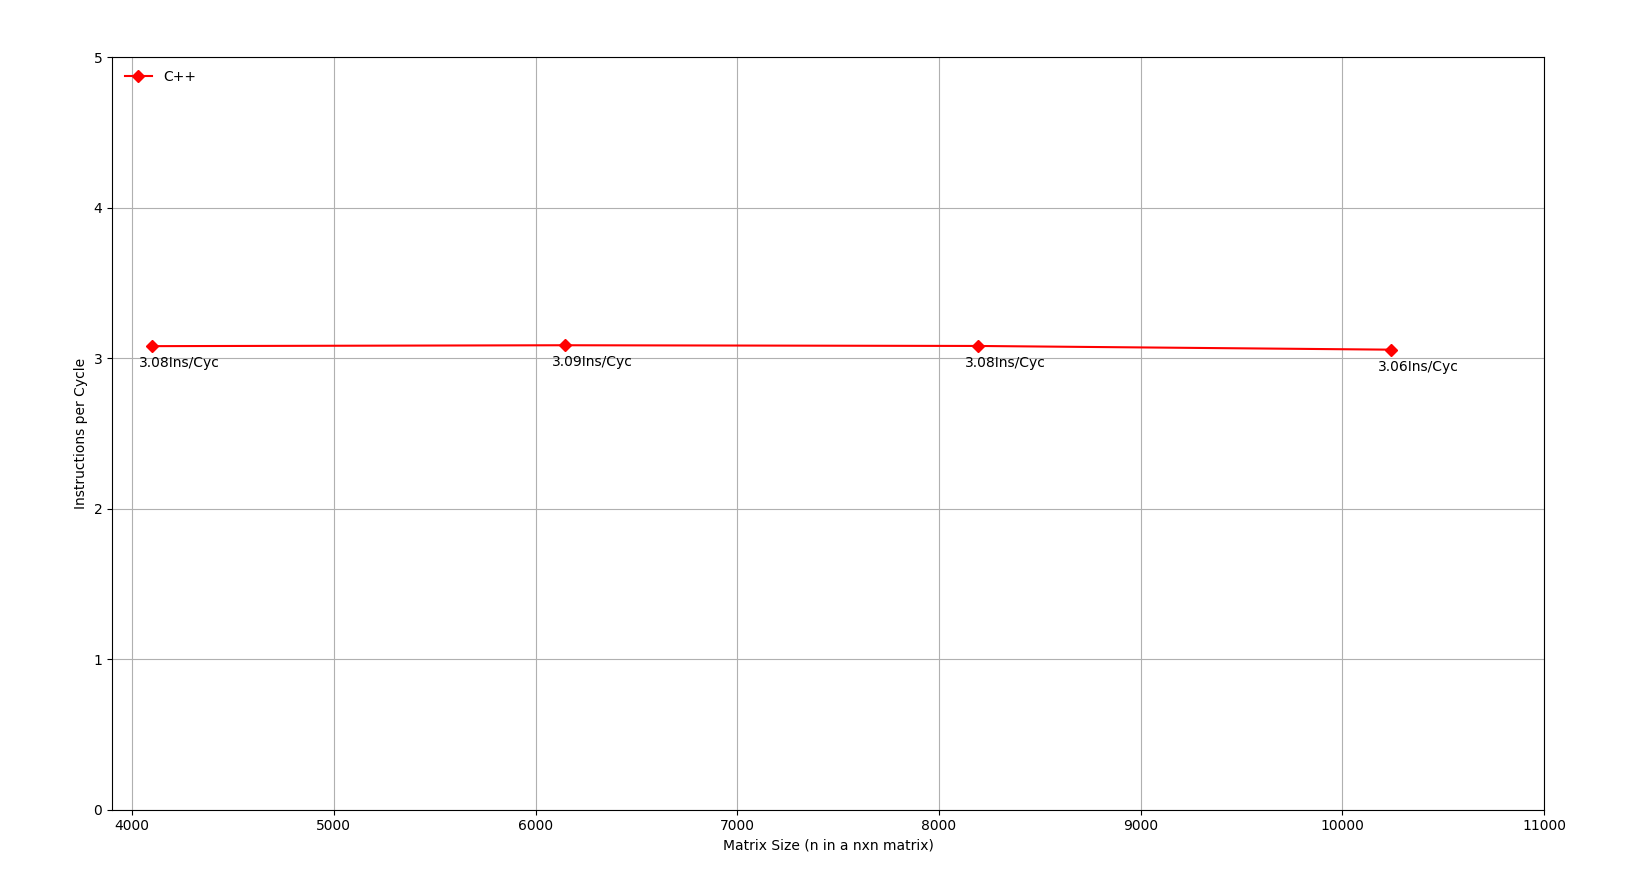 5
C++
4
3
3.08Ins/Cyc
3.09Ins/Cyc
3.08Ins/Cyc
3.06Ins/Cyc
Instructions per Cycle
2
1
0
4000 5000 6000 7000 8000 9000 10000 11000
Matrix Size (n in a nxn matrix)